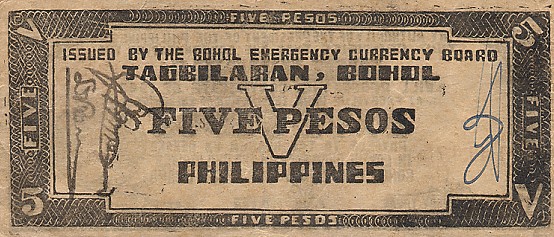 FIVE PESOS
V 5
ISSUED BY THE BOHOL EMERGENCY CURRENCY BOARD
TAGBILARAN, BOHOL
V
FIVE PESOS
PHILIPPINES
FIVE
FIVE
5 V
FIVE PESOS